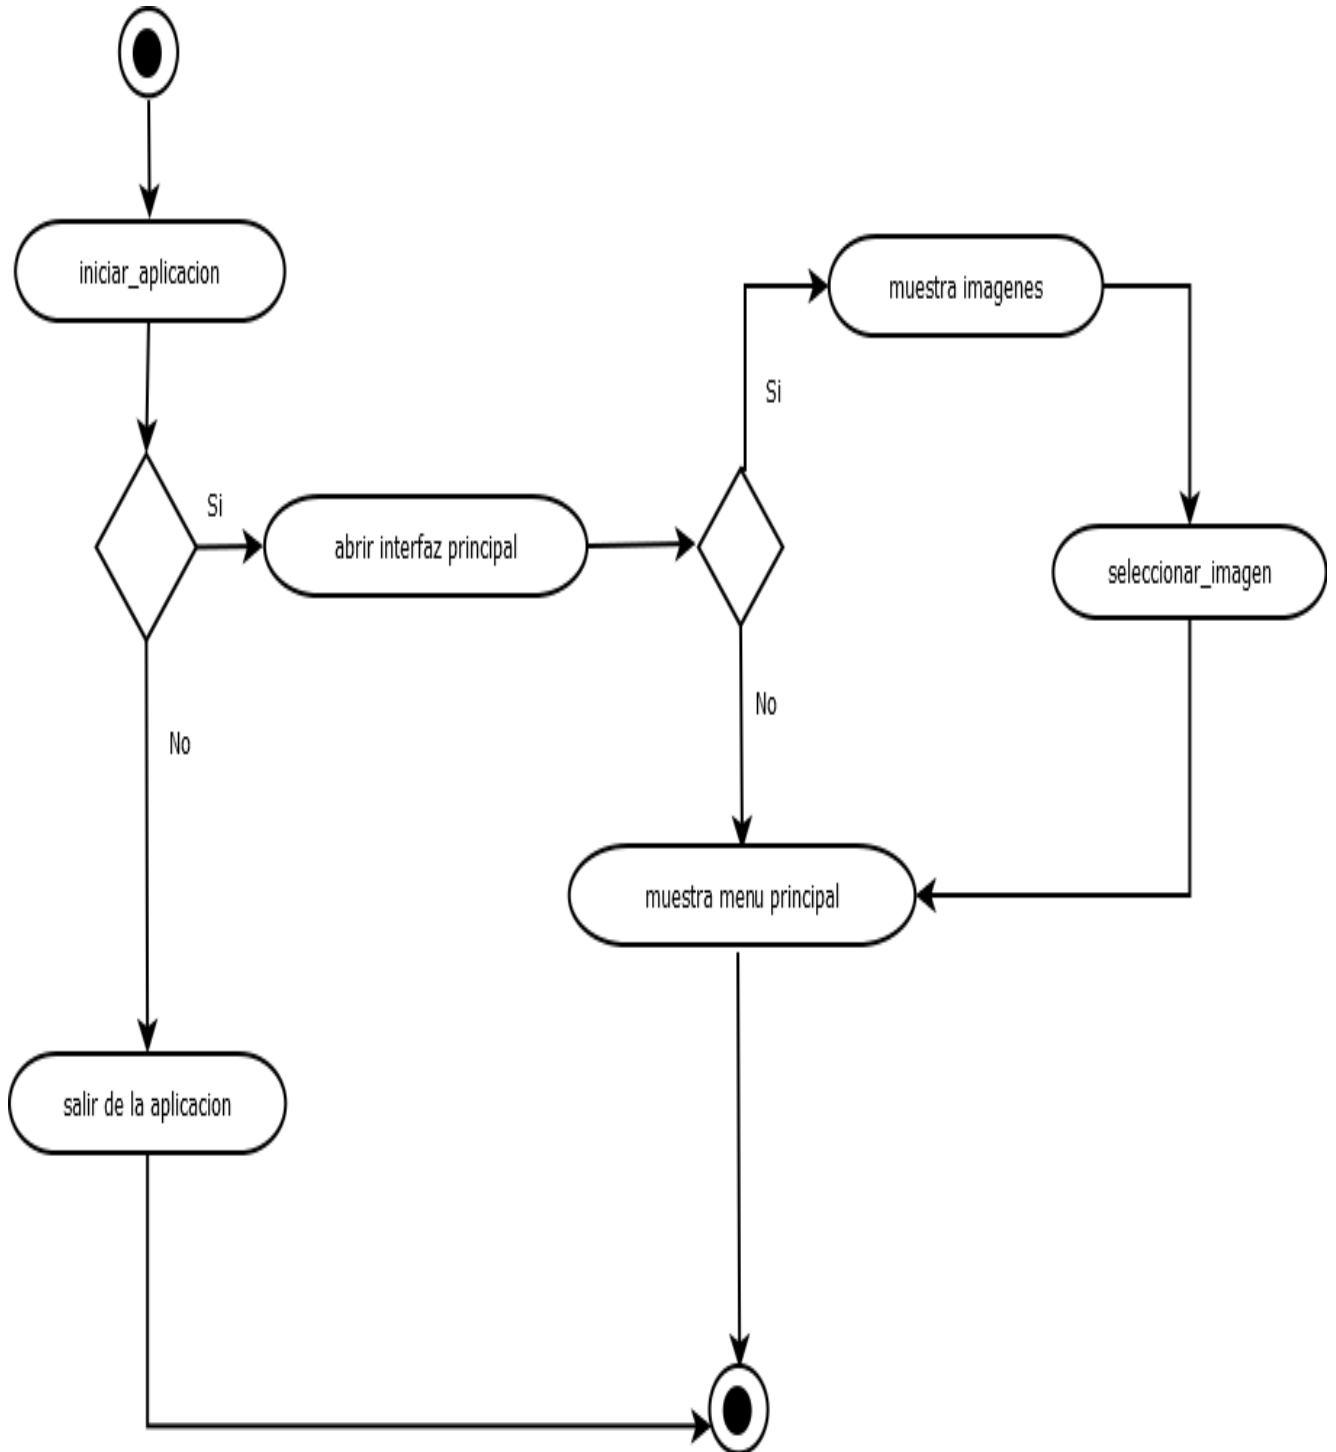 iniciar_aplicacion
muestra imagenes
Si
Si
abrir interfaz principal
seleccionar_imagen
No
No
muestra menu principal
salir de la aplicacion